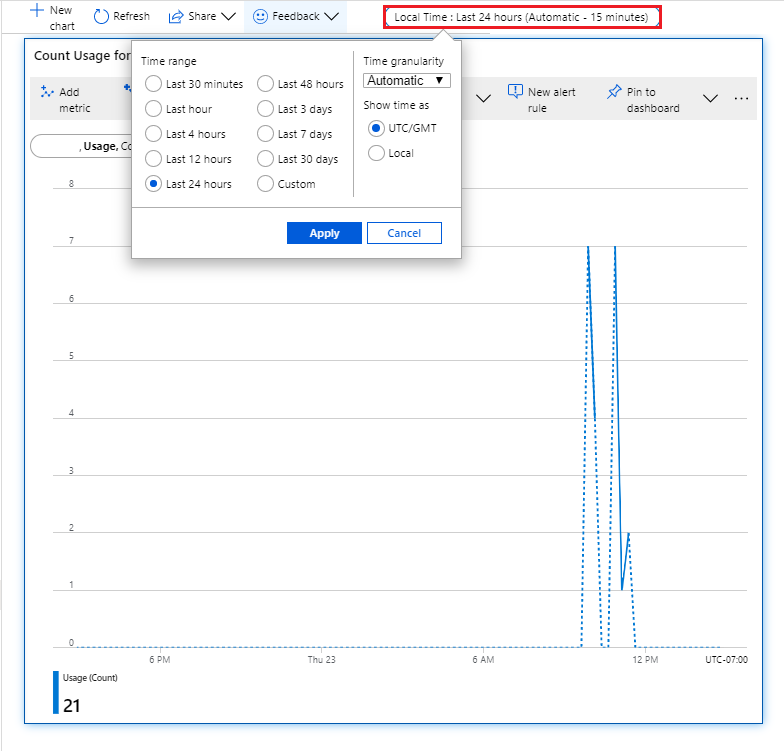 New
chart
Refresh
Share
Feedback
Local Time : Last 24 hours (Automatic - 15 minutes)
Count Usage for
Time range
Last 30 minutes
Last hour
Last 4 hours
Last 12 hours
Last 24 hours
Last 48 hours
Last 3 days
Last 7 days
Last 30 days
Custom
Time granularity
Automatic
Show time as
UTC/GMT
Local
Apply
Cancel
Add
metric
New alert
rule
Pin to
dashboard
...
, Usage,
8
7
6
5
4
3
2
1
0
6 PM
Thu 23
6 AM
12 PM
UTC-07:00
Usage (Count)
21